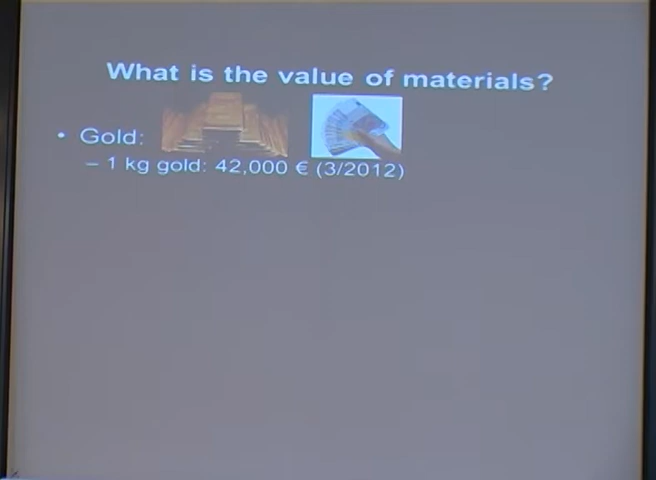 What is the value of materials?
• Gold:
– 1 kg gold: 42,000 € (3/2012)